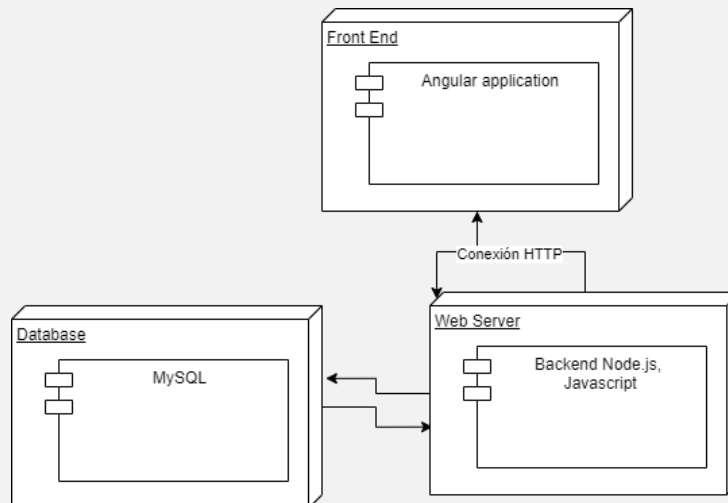 Front End
Angular application
Conexión HTTP
Database
MySQL
Web Server
Backend Node.js,
Javascript